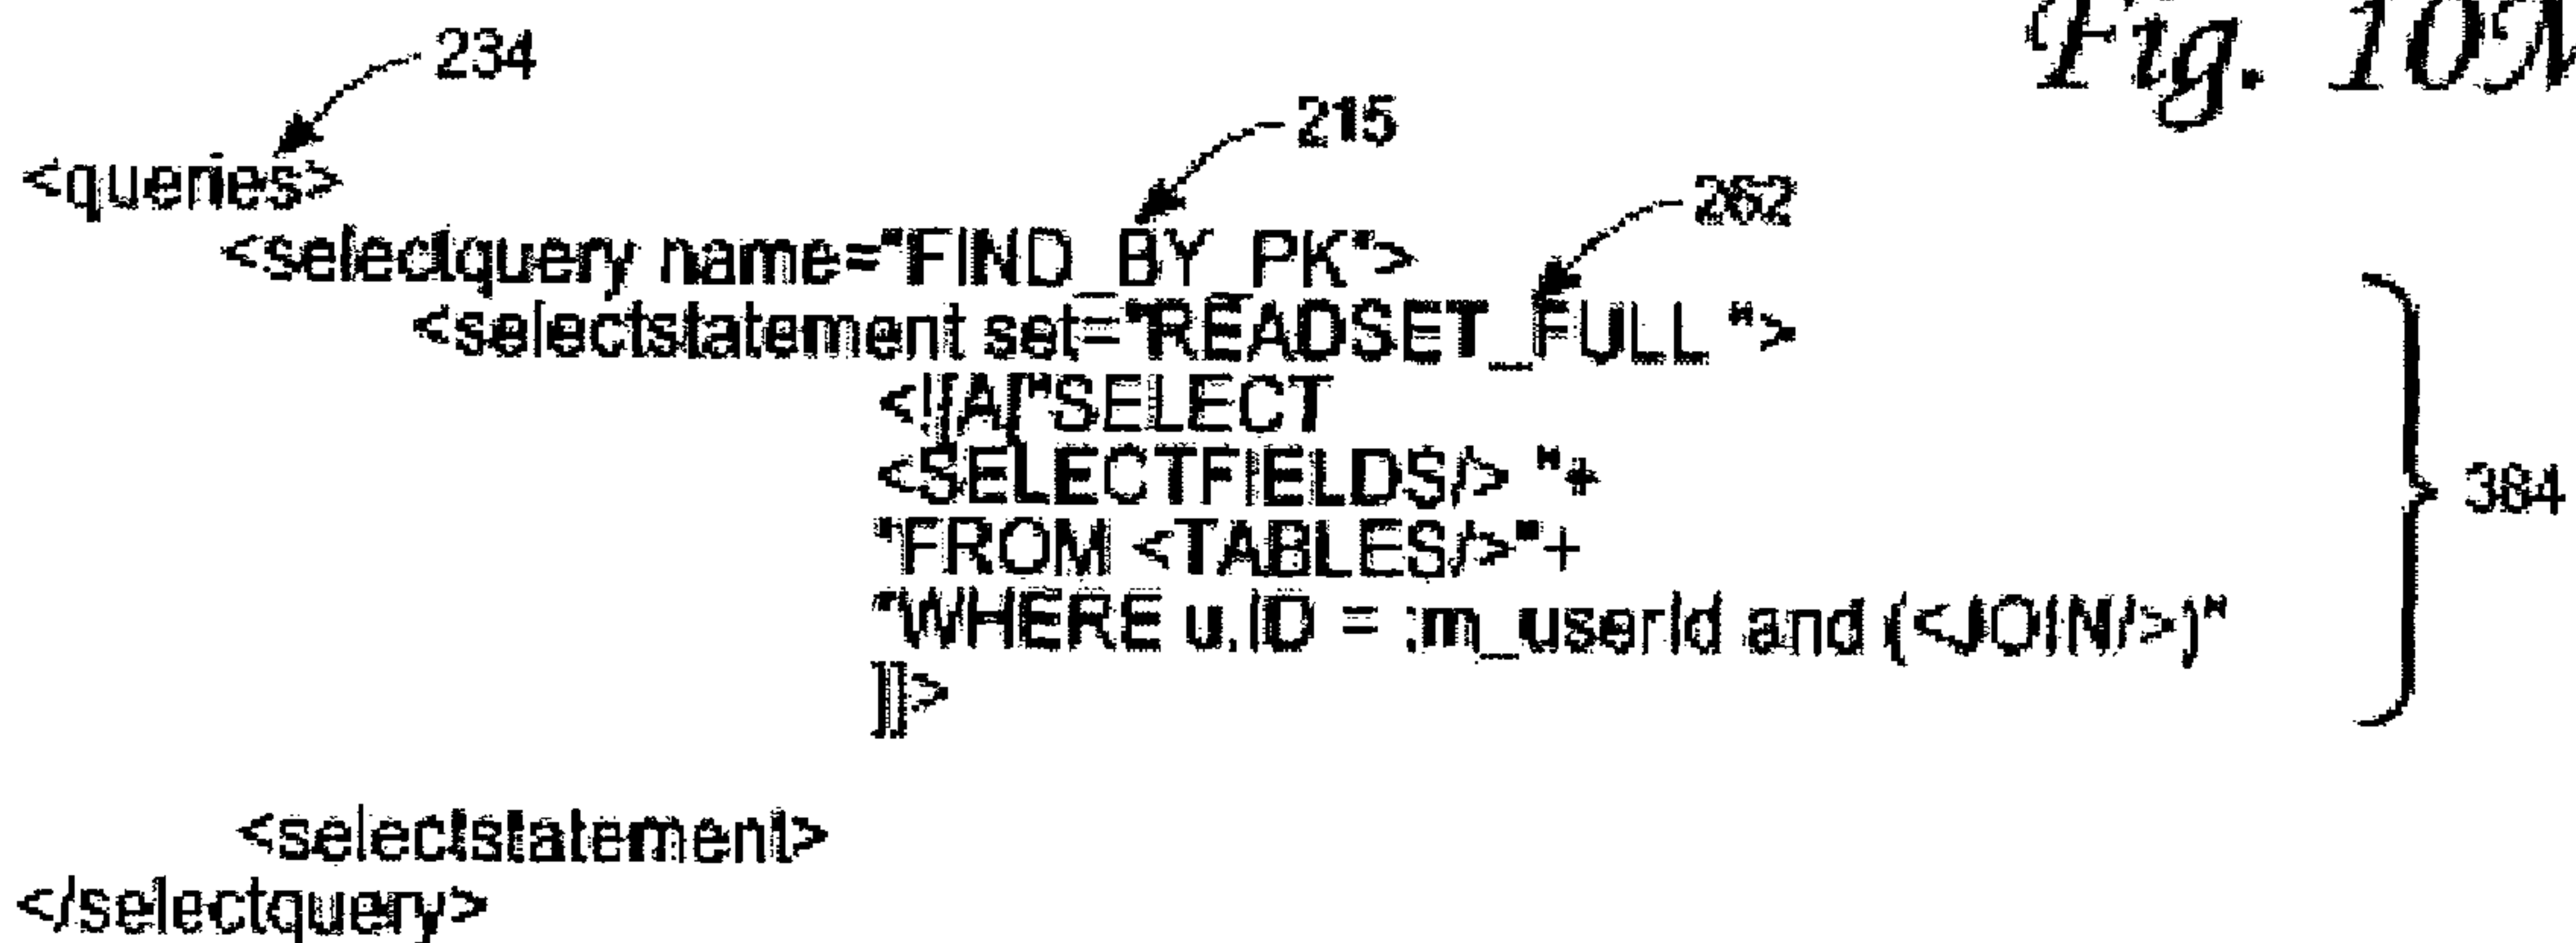 Fig. 10
234
215
<queries>
262
<selectquery name="FIND_BY_PK">
<selectstatement set="READSET_FULL ">
<![A["SELECT
<SELECTFIELDS/> "+
384
"FROM <TABLES/>"+
"WHERE u.ID = :m_userId and (<JOIN/>)"
]]>
<selectstatement>
</selectquery>